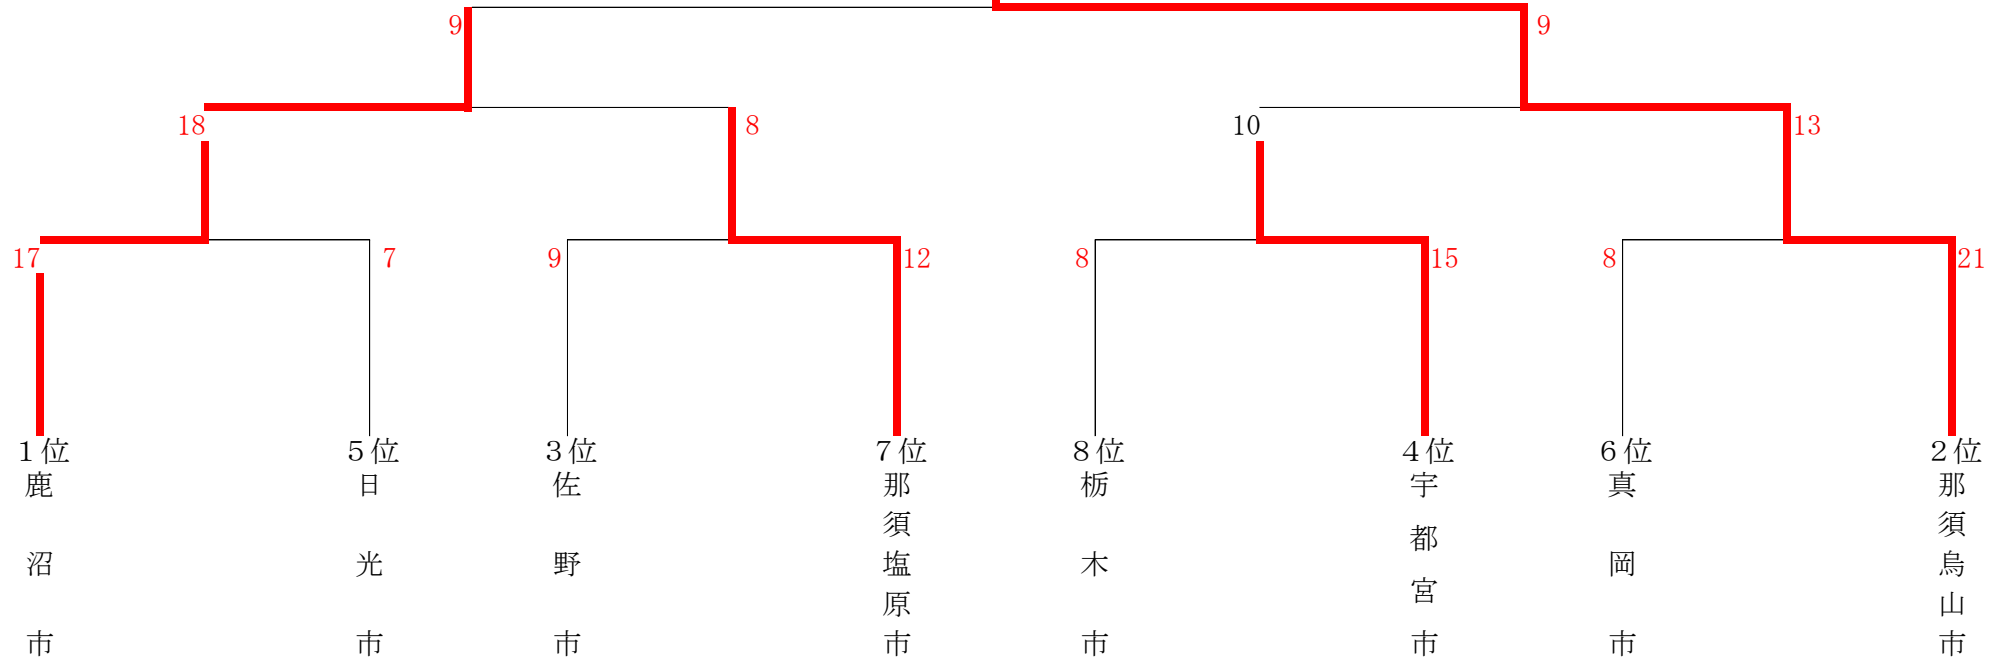 9
9
18
8
10
13
17
7
9
12
8
15
8
21
1位
5位
3位
7位
8位
4位
6位
2位
鹿沼市
日光市
佐野市
那須塩原市
栃木市
宇都宮市
真岡市
那須烏山市